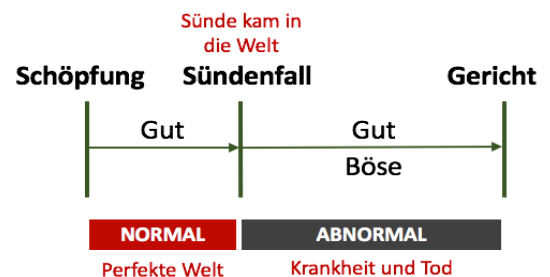 Sünde kam in
die Welt
Schöpfung Sündenfall Gericht
Gut Gut
Böse
NORMAL ABNORMAL
Perfekte Welt Krankheit und Tod